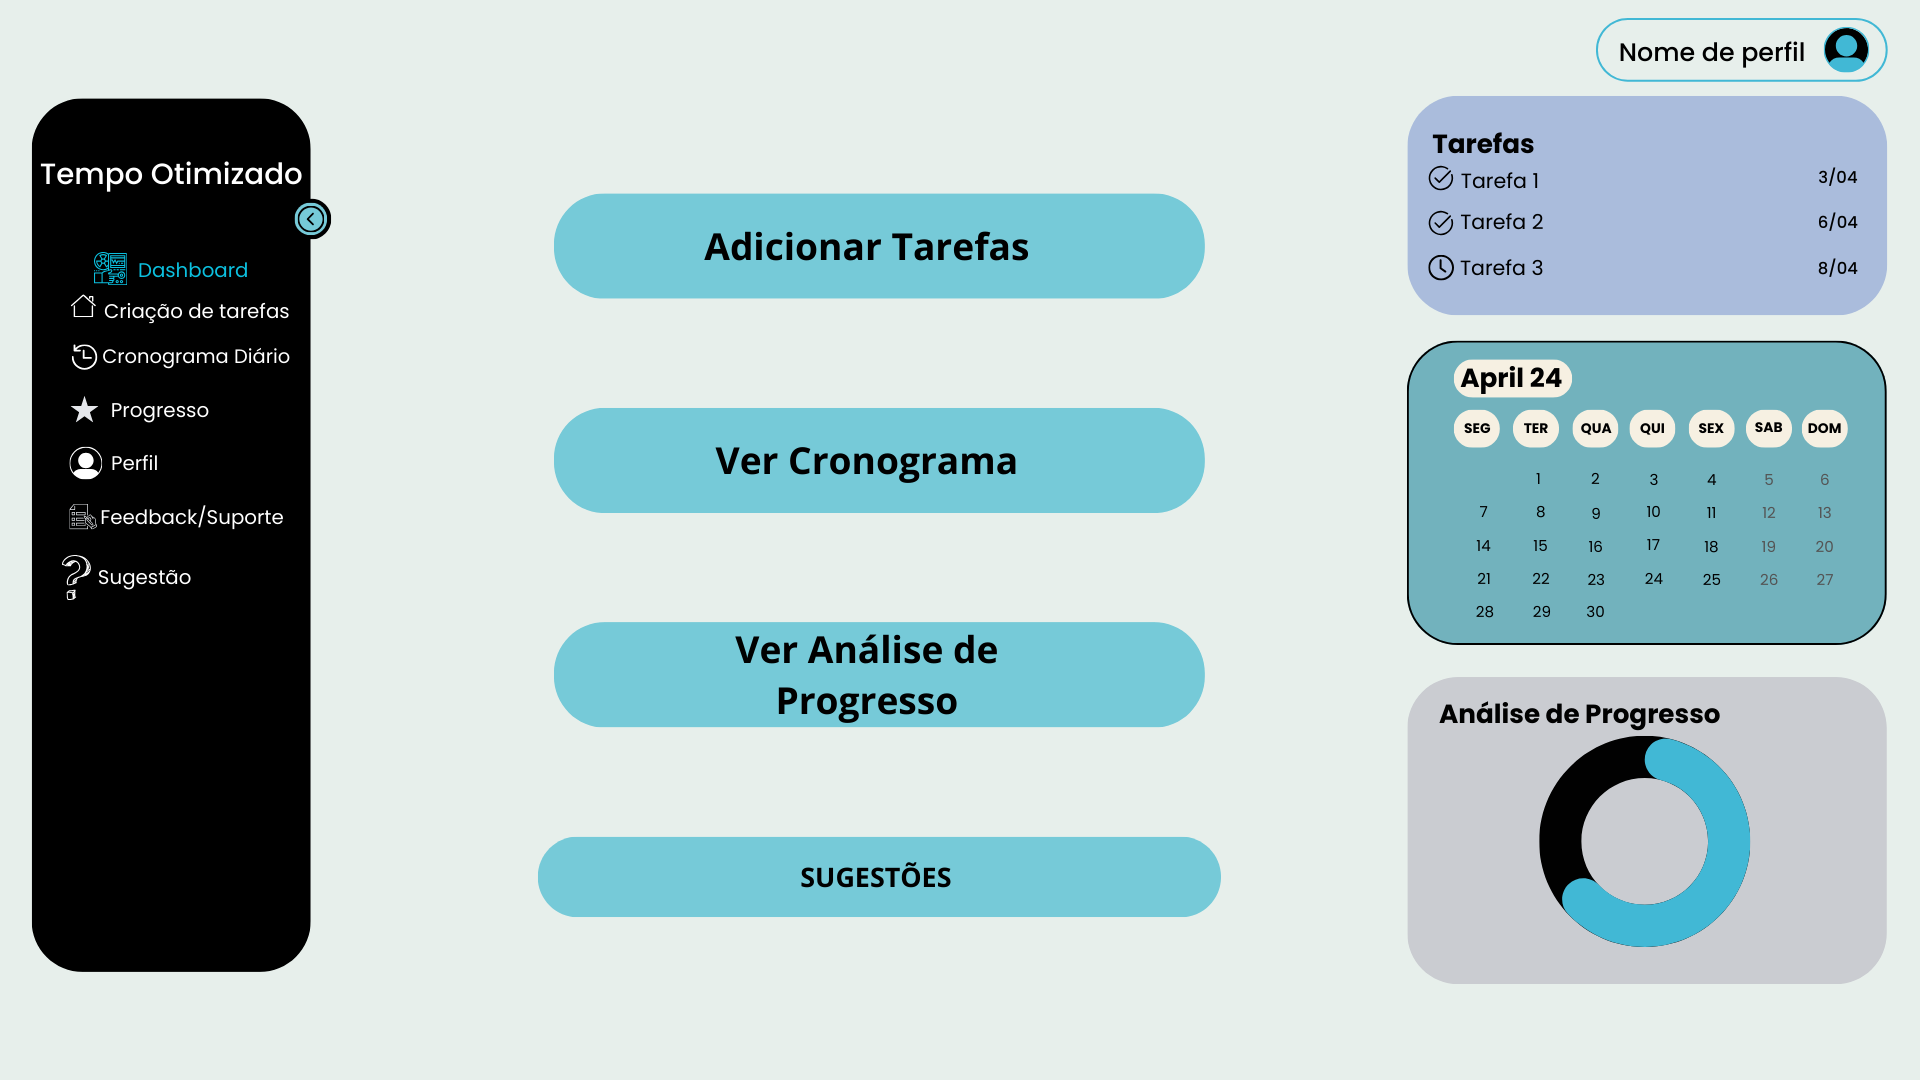 Nome de perfil
Tempo Otimizado
Dashboard
Criação de tarefas
Cronograma Diário
Progresso
Perfil
Feedback/Suporte
Sugestão
Adicionar Tarefas
Ver Cronograma
Ver Análise de
Progresso
SUGESTÕES
Tarefas
Tarefa 1 3/04
Tarefa 2 6/04
Tarefa 3 8/04
April 24
SEG TER QUA QUI SEX SAB DOM
1 2 3 4 5 6
7 8 9 10 11 12 13
14 15 16 17 18 19 20
21 22 23 24 25 26 27
28 29 30
Análise de Progresso